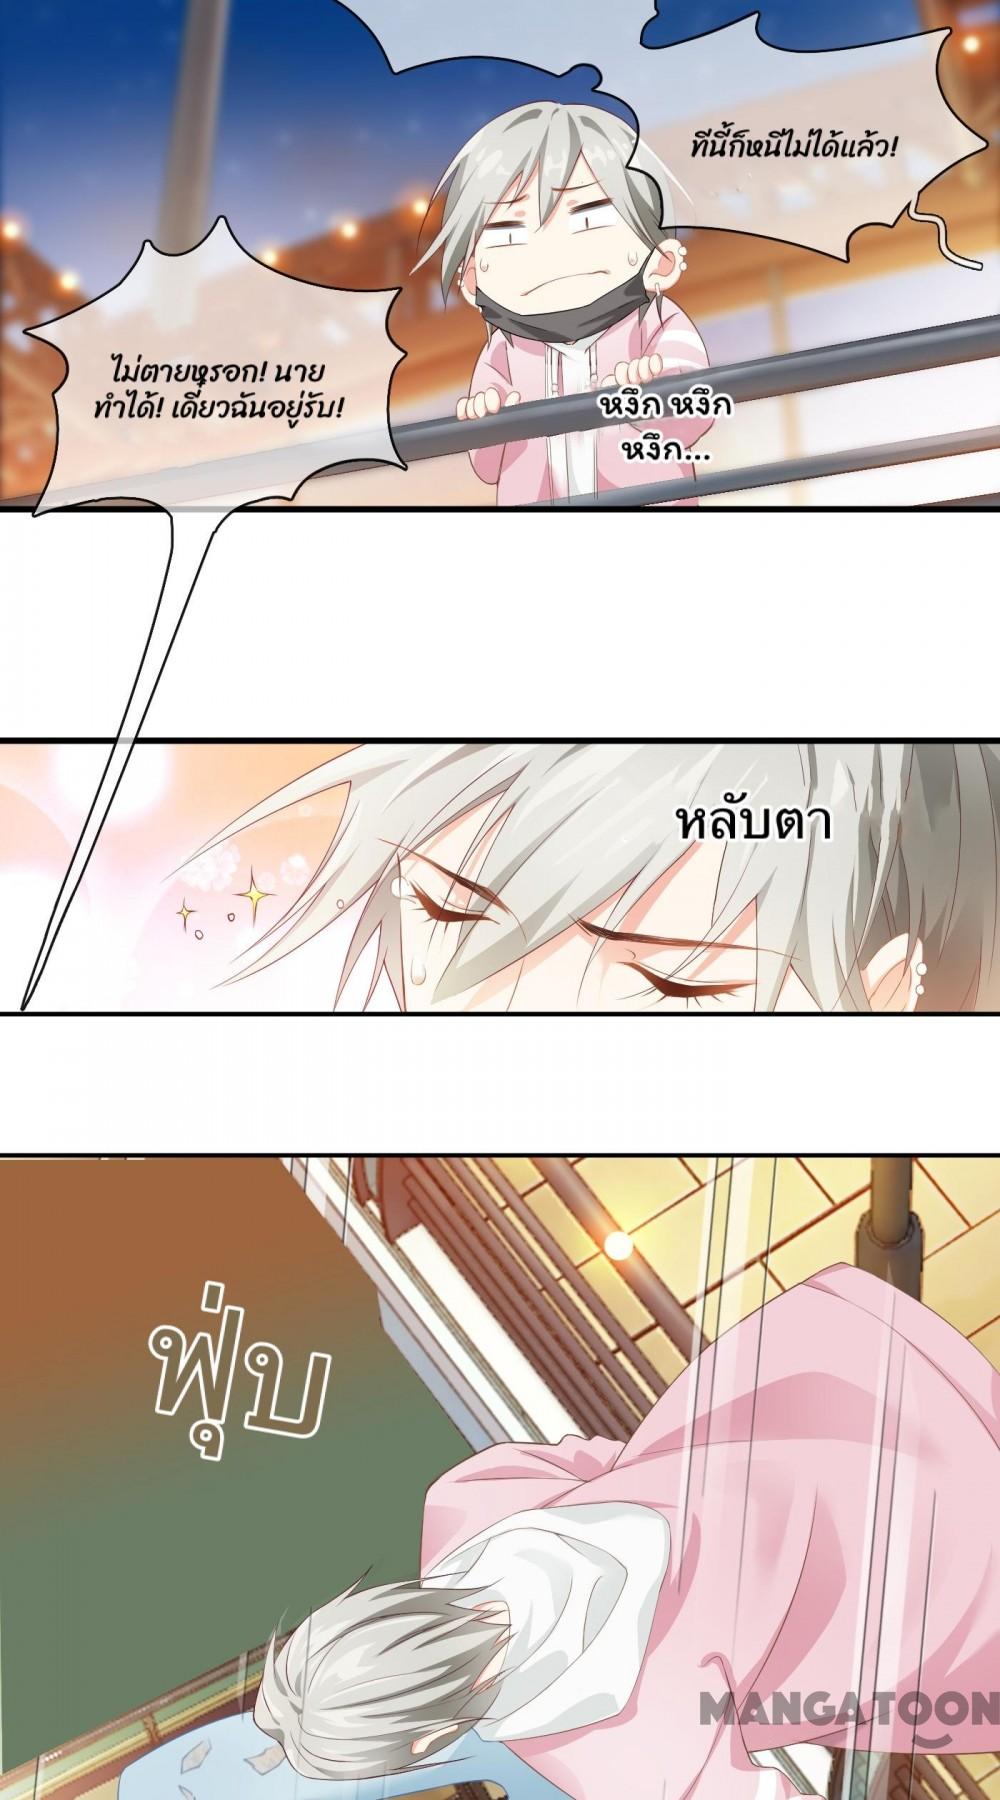 ทีนี้ก็หนีไม่ได้แล้ว!
ไม่ตายหรอก! นาย
ทำได้! เดี๋ยวฉันอยู่รับ!
หงึก หงึก
หงึก...
หลับตา
ฟุ่บ
MANGATOON